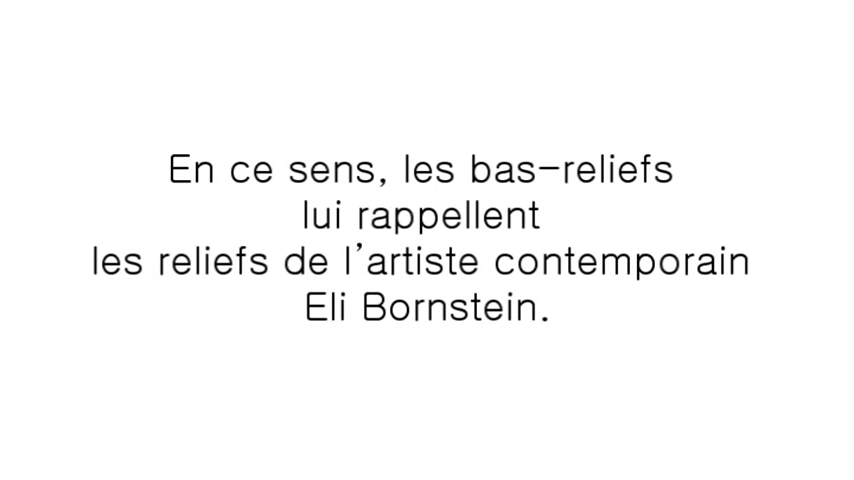 En ce sens, les bas-reliefs
lui rappellent
les reliefs de l’artiste contemporain
Eli Bornstein.